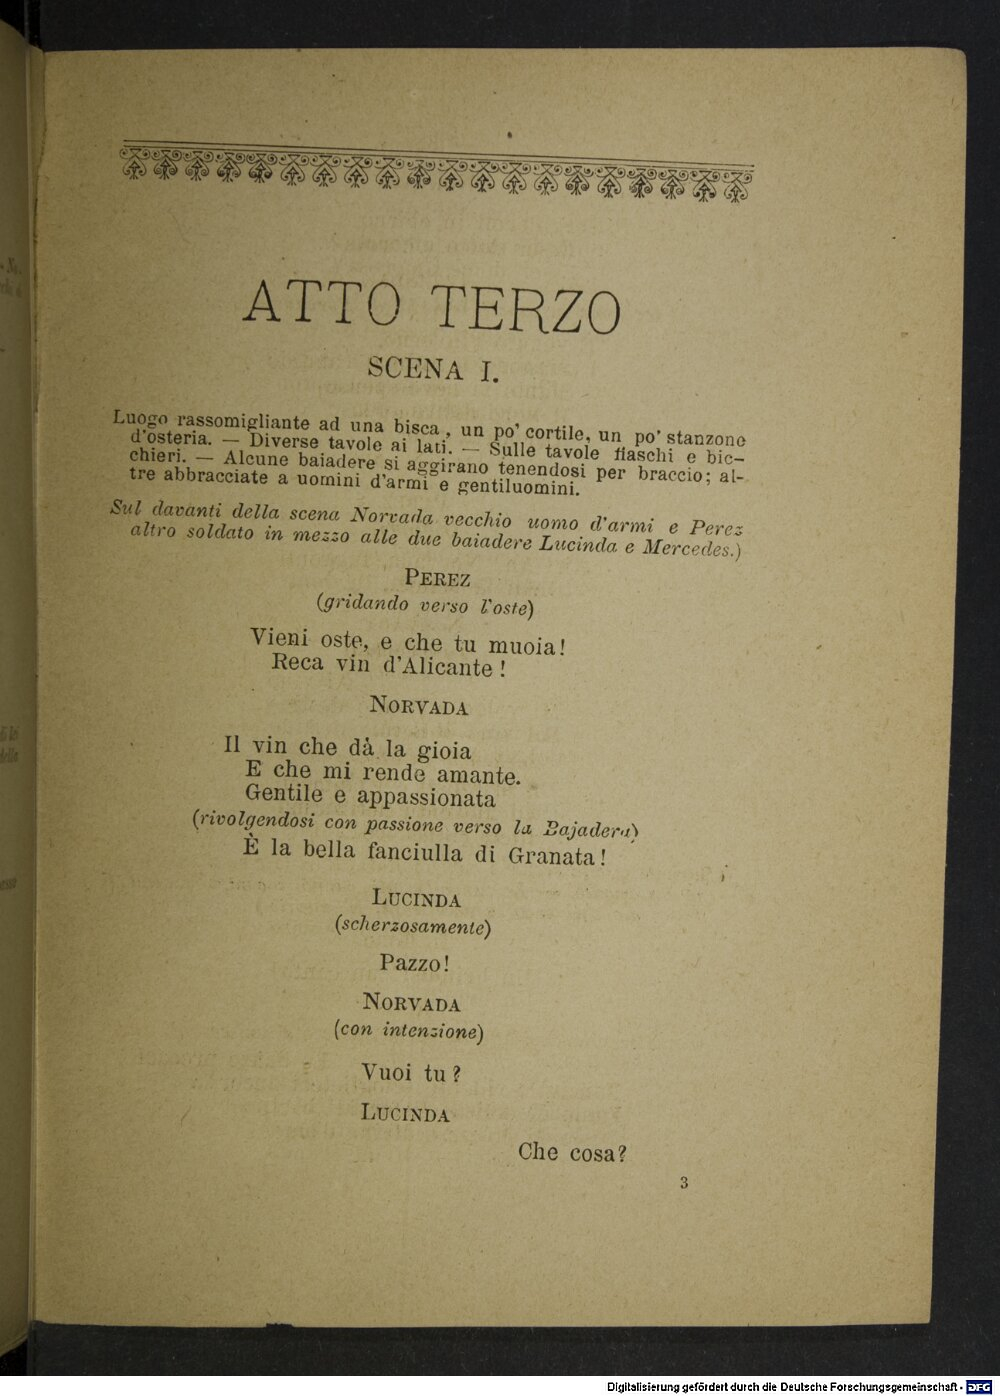 ATTO TERZO
SCENA I.
Luogo rassomigliante ad una bisca, un po' cortile, un po' stanzone
d'osteria. — Diverse tavole ai lati. — Sulle tavole fiaschi e bic-
chieri. — Alcune baiadere si aggirano tenendosi per braccio; al-
tre abbracciate a uomini d'armi e gentiluomini.
Sul davanti della scena Norvada vecchio uomo d'armi e Perez
altro soldato in mezzo alle due baiadere Lucinda e Mercedes.)
PEREZ
(gridando verso l'oste)
Vieni oste, e che tu muoia!
Reca vin d'Alicante!
NORVADA
Il vin che dà la gioia
E che mi rende amante.
Gentile e appassionata
(rivolgendosi con passione verso la Bajadera)
È la bella fanciulla di Granata!
LUCINDA
(scherzosamente)
Pazzo!
NORVADA
(con intenzione)
Vuoi tu?
LUCINDA
Che cosa?
3
Digitalisierung gefördert durch die Deutsche Forschungsgemeinschaft - DFG